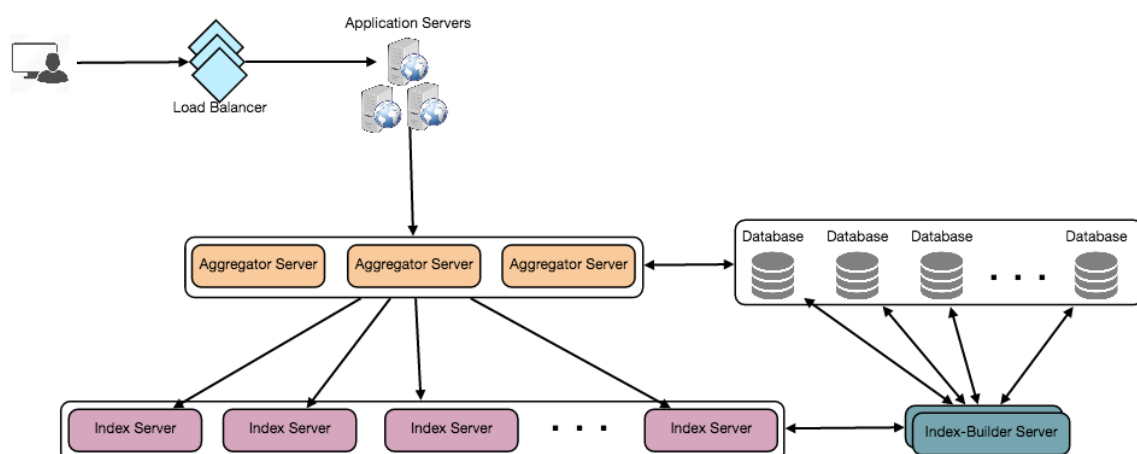 Application Servers
Load Balancer
Aggregator Server
Aggregator Server
Aggregator Server
Database
Database
Database
Database
Index Server
Index Server
Index Server
Index Server
Index-Builder Server